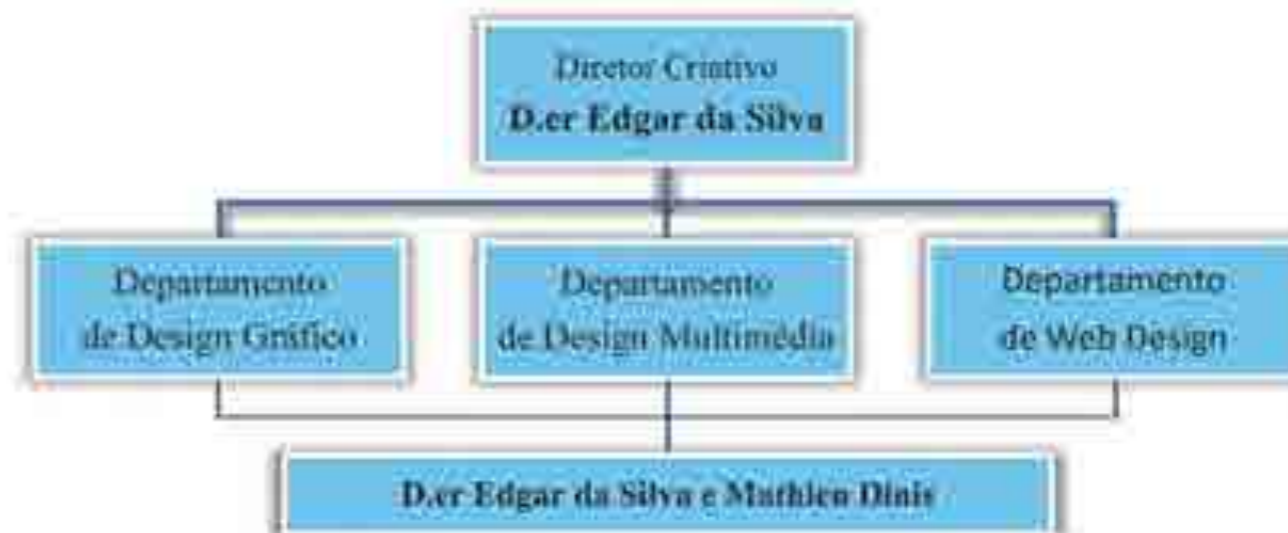 Diretor Criativo
D.er Edgar da Silva
Departamento
de Design Gráfico
Departamento
de Design Multimédia
Departamento
de Web Design
D.er Edgar da Silva e Mathieu Dinis